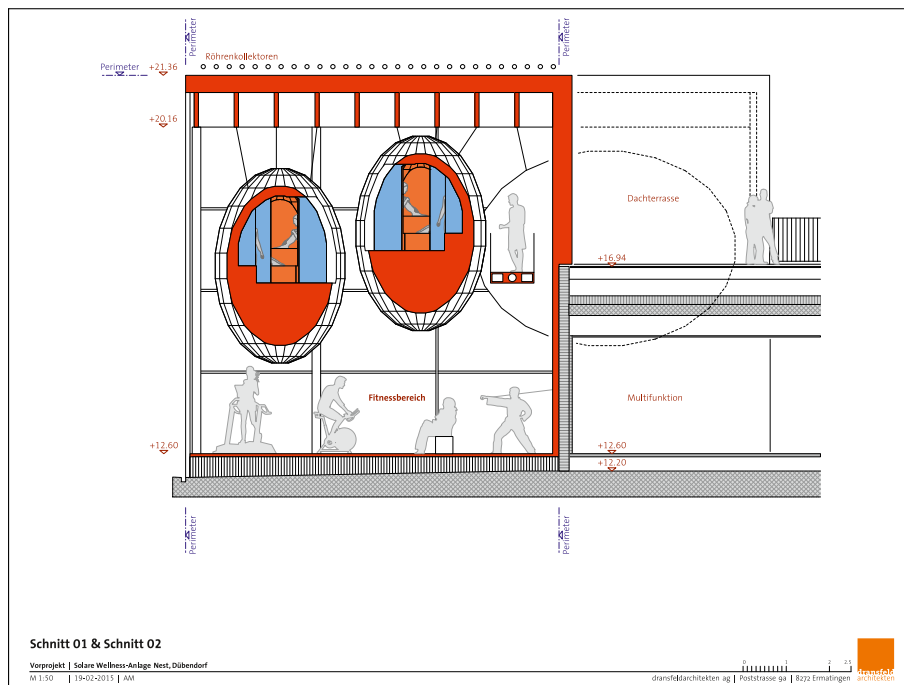 Perimeter
Perimeter
Röhrenkollektoren
Perimeter
+21.36
+20.16
Dachterrasse
+16.94
Fitnessbereich
Multifunktion
+12.60
+12.60
+12.20
Perimeter
Perimeter
Schnitt 01 & Schnitt 02
Vorprojekt | Solare Wellness-Anlage Nest, Dübendorf
M 1:50 | 19-02-2015 | AM
0 1 2 2.5
dransfeldarchitekten ag | Poststrasse 9a | 8272 Ermatingen
dransfeld
architekten